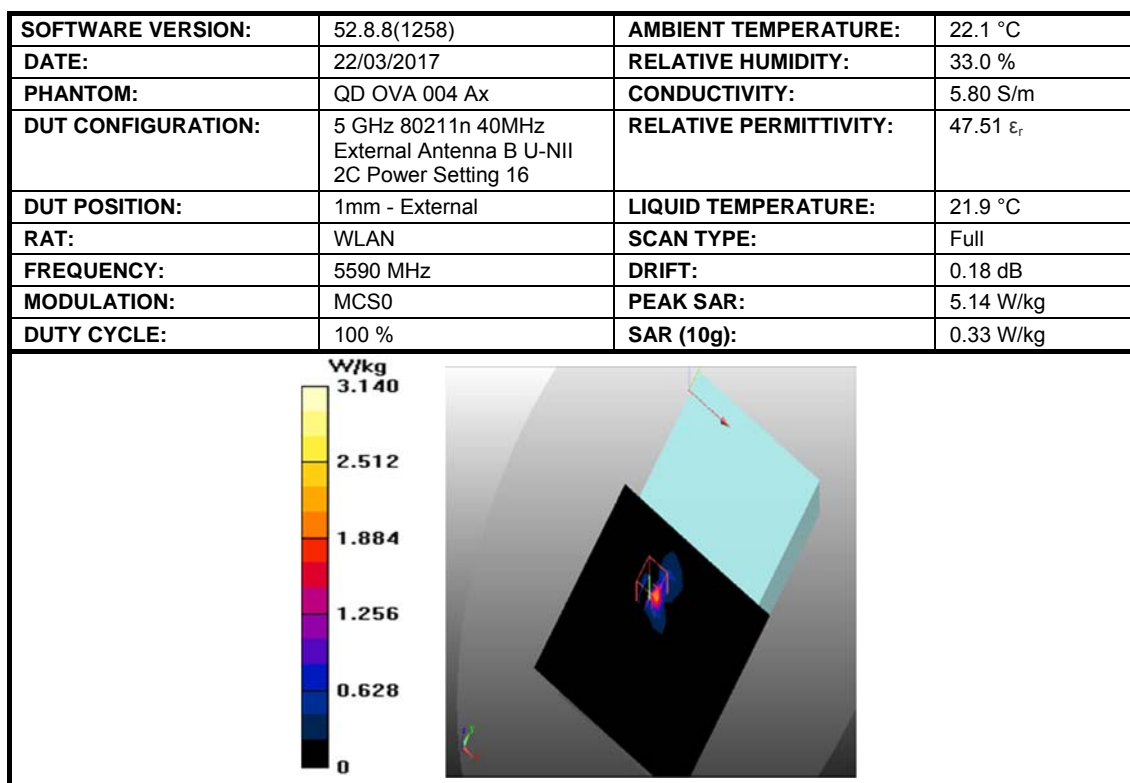 SOFTWARE VERSION: 52.8.8(1258) AMBIENT TEMPERATURE: 22.1 °C
DATE: 22/03/2017 RELATIVE HUMIDITY: 33.0 %
PHANTOM: QD OVA 004 Ax CONDUCTIVITY: 5.80 S/m
DUT CONFIGURATION: 5 GHz 80211n 40MHz RELATIVE PERMITTIVITY: 47.51 εr
External Antenna B U-NII
2C Power Setting 16
DUT POSITION: 1mm - External LIQUID TEMPERATURE: 21.9 °C
RAT: WLAN SCAN TYPE: Full
FREQUENCY: 5590 MHz DRIFT: 0.18 dB
MODULATION: MCS0 PEAK SAR: 5.14 W/kg
DUTY CYCLE: 100 % SAR (10g): 0.33 W/kg
W/kg
3.140
2.512
1.884
1.256
0.628
0